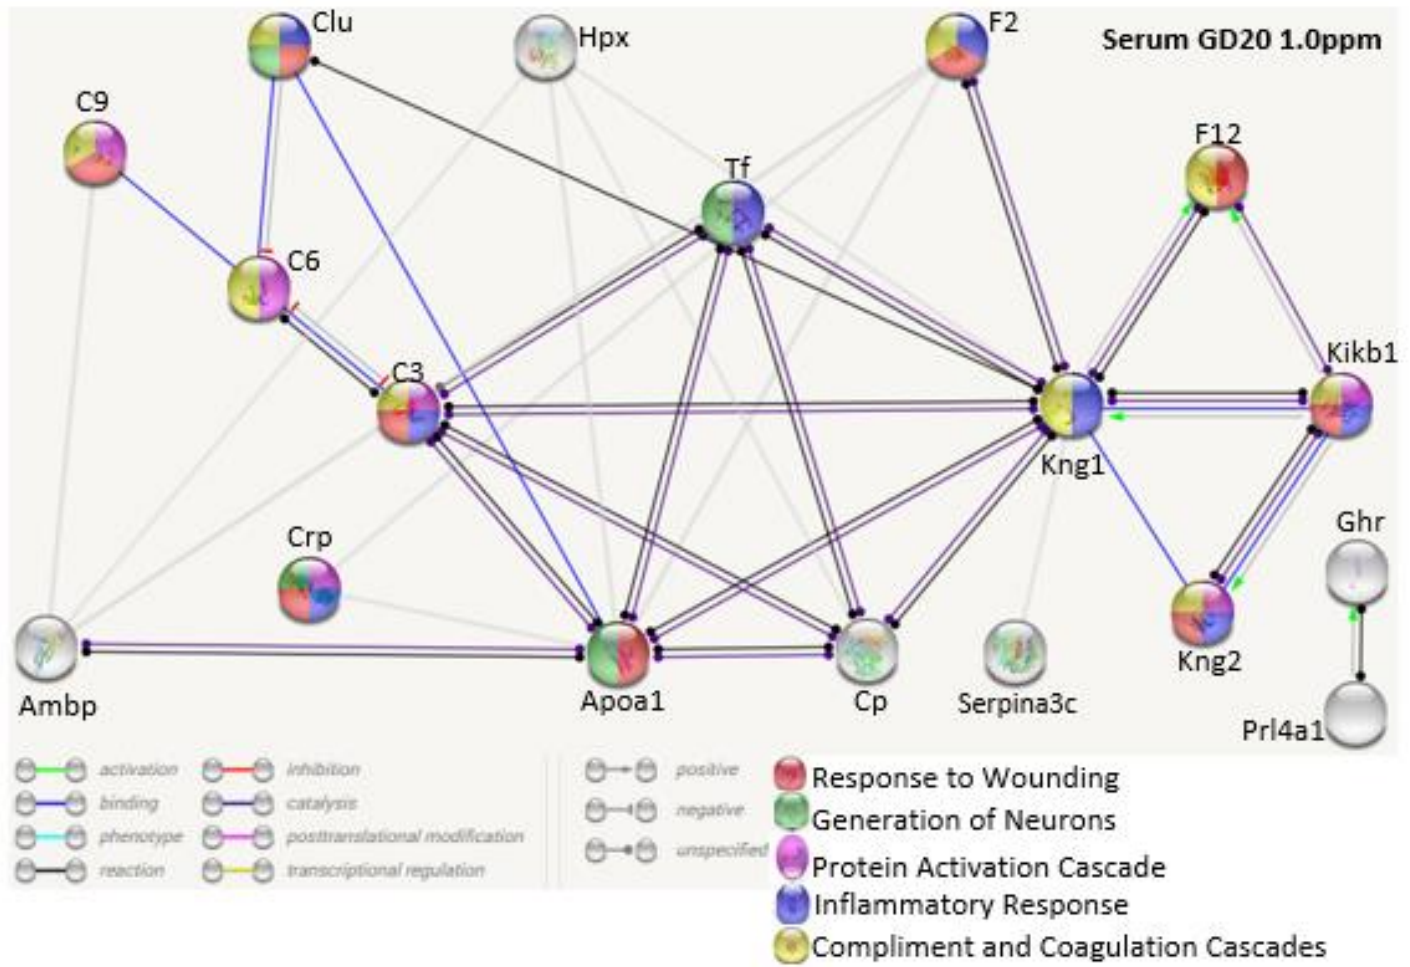 Clu
Hpx
F2
Serum GD20 1.0ppm
C9
F12
Tf
C6
Kikb1
C3
Kng1
Ghr
Crp
Kng2
Ambp
Apoa1
Cp
Serpina3c
Prl4a1
activation
inhibition
binding
catalysis
phenotype
posttranslational modification
reaction
transcriptional regulation
positive
negative
unspecified
Response to Wounding
Generation of Neurons
Protein Activation Cascade
Inflammatory Response
Compliment and Coagulation Cascades